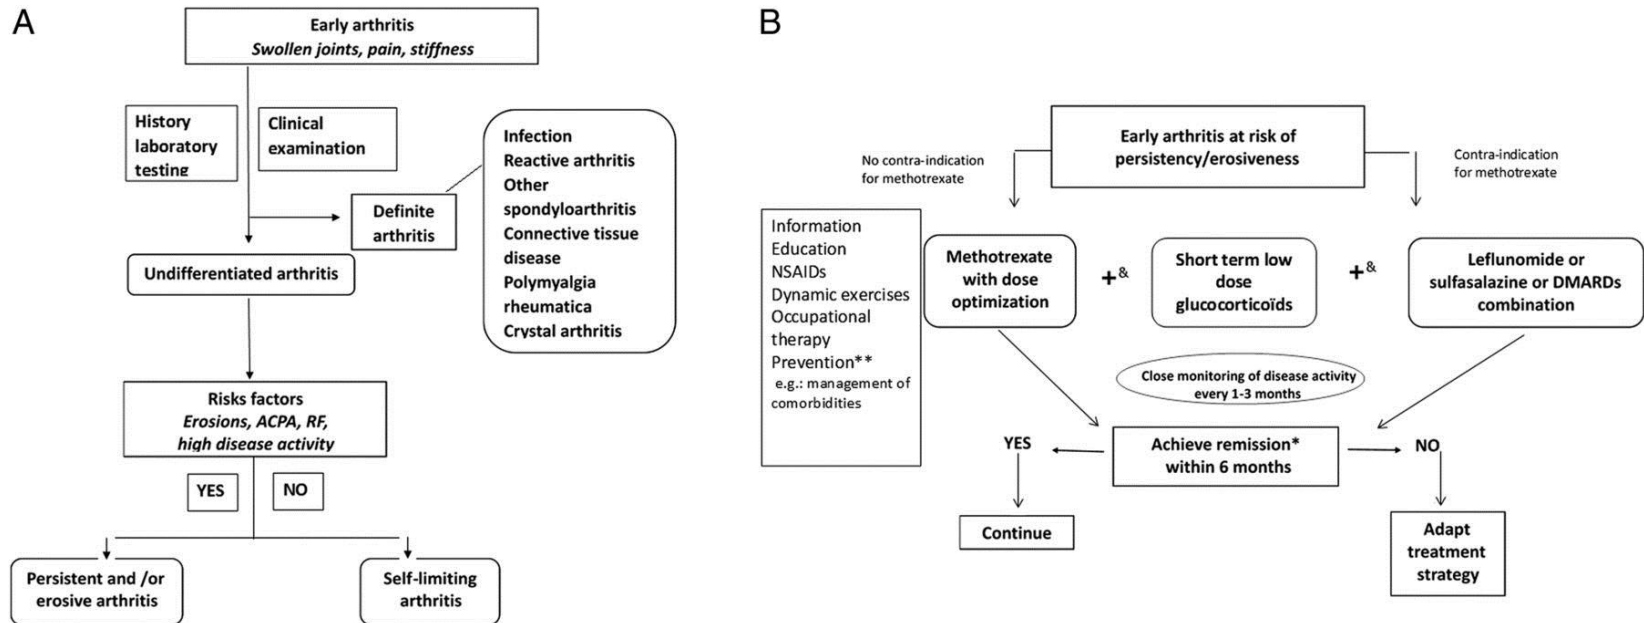 A
Early arthritis
Swollen joints, pain, stiffness
History
laboratory
testing
Clinical
examination
Definite
arthritis
Infection
Reactive arthritis
Other
spondyloarthritis
Connective tissue
disease
Polymyalgia
rheumatica
Crystal arthritis
Undifferentiated arthritis
Risks factors
Erosions, ACPA, RF,
high disease activity
YES
NO
Persistent and /or
erosive arthritis
Self-limiting
arthritis
B
Early arthritis at risk of
persistency/erosiveness
No contra-indication
for methotrexate
Contra-indication
for methotrexate
Information
Education
NSAIDs
Dynamic exercises
Occupational
therapy
Prevention**
e.g.: management of
comorbidities
Methotrexate
with dose
optimization
+&
Short term low
dose
glucocorticoïds
+&
Leflunomide or
sulfasalazine or DMARDs
combination
Close monitoring of disease activity
every 1-3 months
Achieve remission*
within 6 months
YES
NO
Continue
Adapt
treatment
strategy